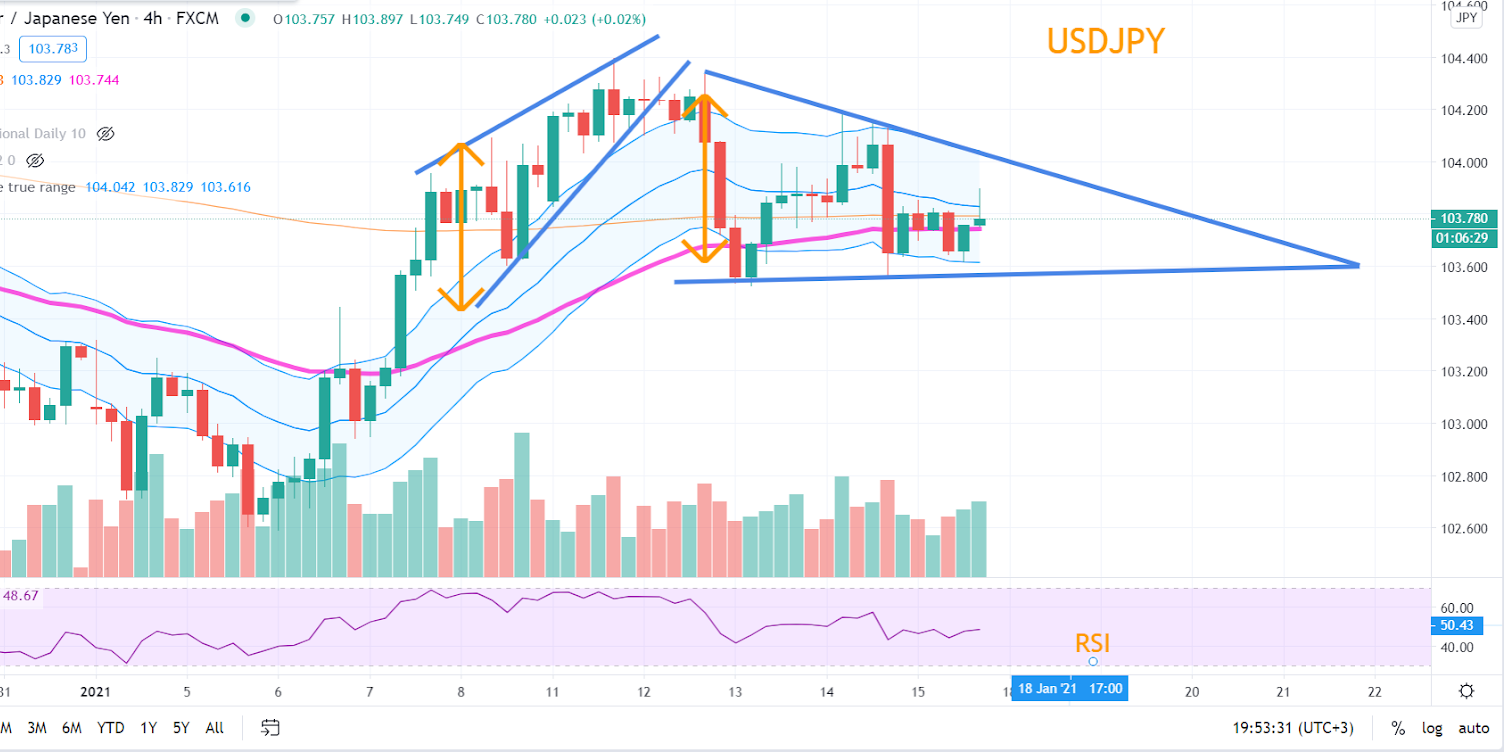 r / Japanese Yen · 4h · FXCM O103.757 H103.897 L103.749 C103.780 +0.023 (+0.02%)
.3 103.783
3 103.829 103.744
ional Daily 10
2 0
e true range 104.042 103.829 103.616
USDJPY
104.600
JPY
104.400
104.200
104.000
103.780
01:06:29
103.600
103.400
103.200
103.000
102.800
102.600
48.67
RSI
60.00
50.43
40.00
31 2021 5 6 7 8 11 12 13 14 15 18 Jan '21 17:00 20 21 22
M 3M 6M YTD 1Y 5Y All 19:53:31 (UTC+3) % log auto